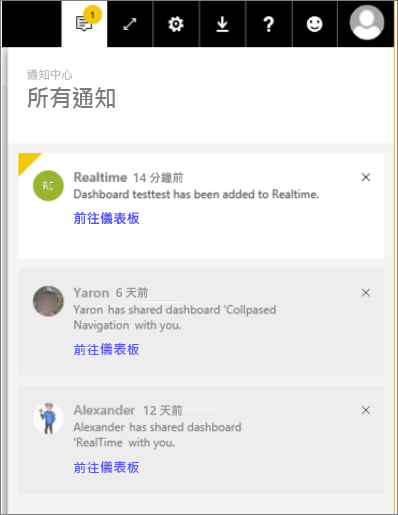 1
通知中心
所有通知
RC
Realtime 14 分鐘前
Dashboard testtest has been added to Realtime.
前往儀表板
Yaron 6 天前
Yaron has shared dashboard 'Collpased
Navigation with you.
前往儀表板
Alexander 12 天前
Alexander has shared dashboard
'RealTime with you.
前往儀表板